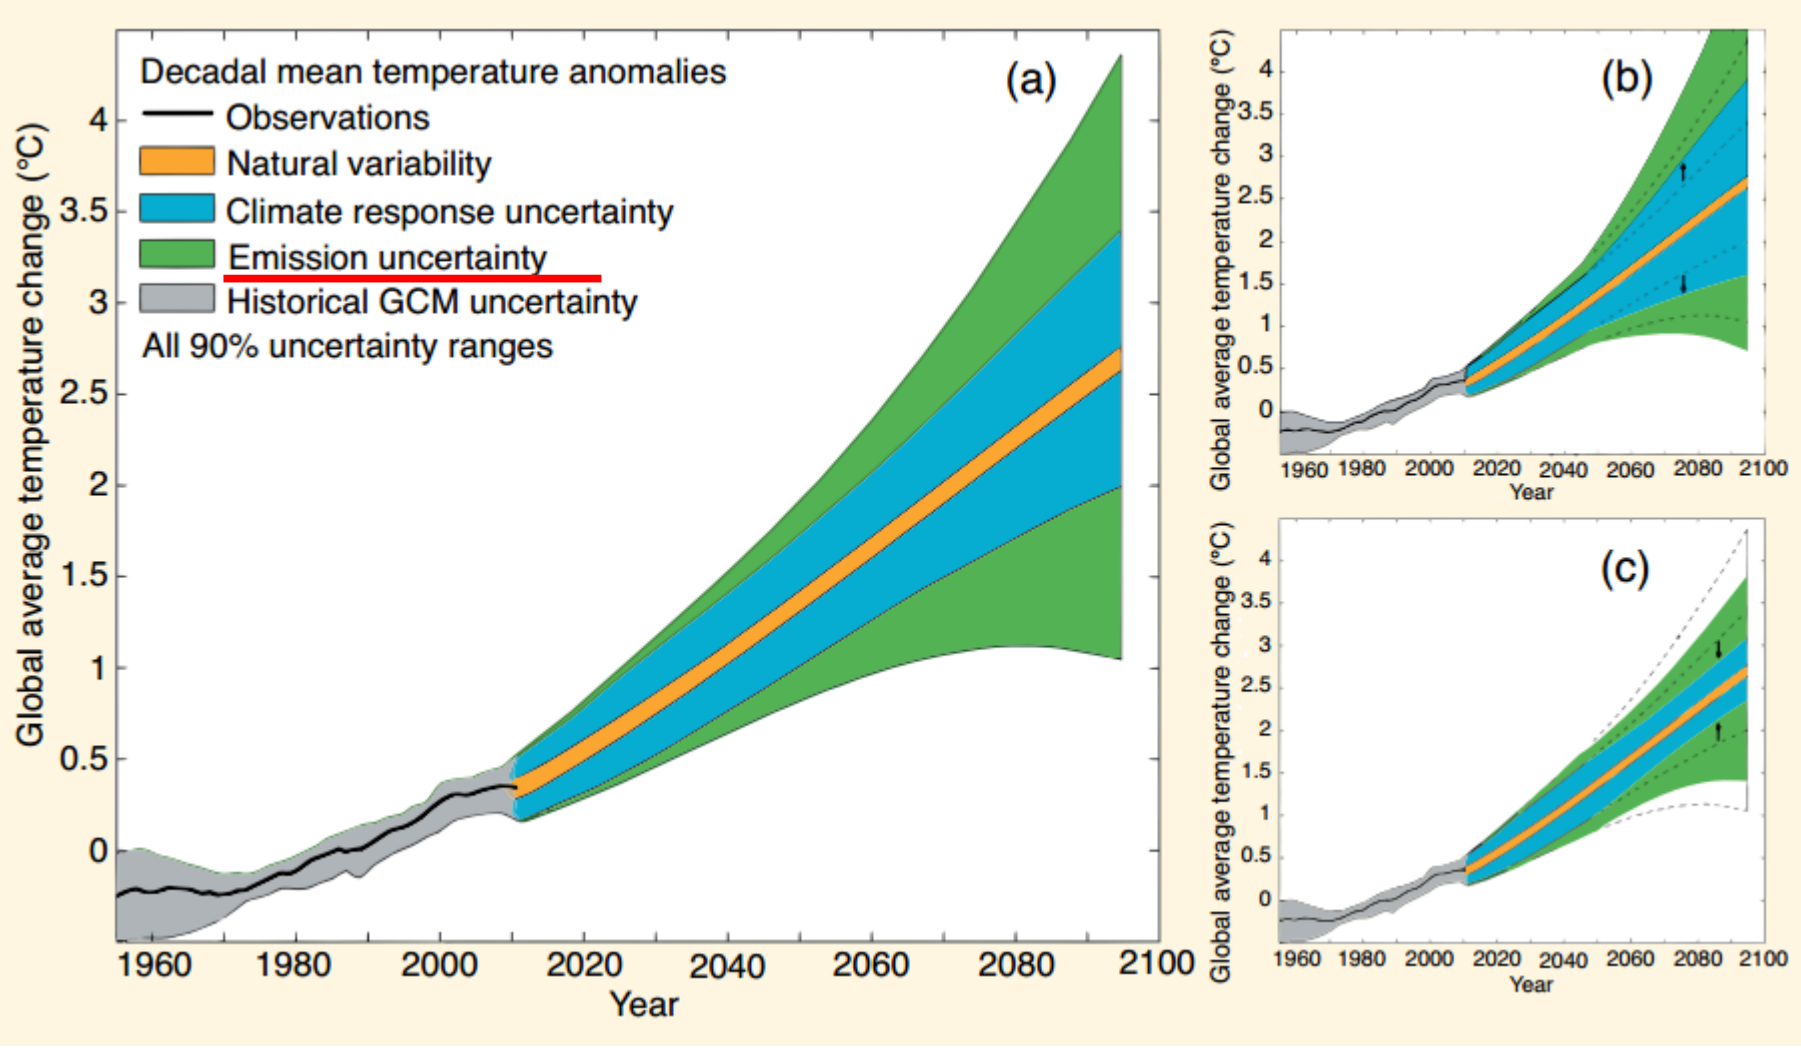 Decadal mean temperature anomalies
Observations
Natural variability
Climate response uncertainty
Emission uncertainty
Historical GCM uncertainty
All 90% uncertainty ranges
(a)
Global average temperature change (°C)
4
3.5
3
2.5
2
1.5
1
0.5
0
1960 1980 2000 2020 2040 2060 2080 2100
Year
(b)
Global average temperature change (°C)
4
3.5
3
2.5
2
1.5
1
0.5
0
1960 1980 2000 2020 2040 2060 2080 2100
Year
(c)
Global average temperature change (°C)
4
3.5
3
2.5
2
1.5
1
0.5
0
1960 1980 2000 2020 2040 2060 2080 2100
Year